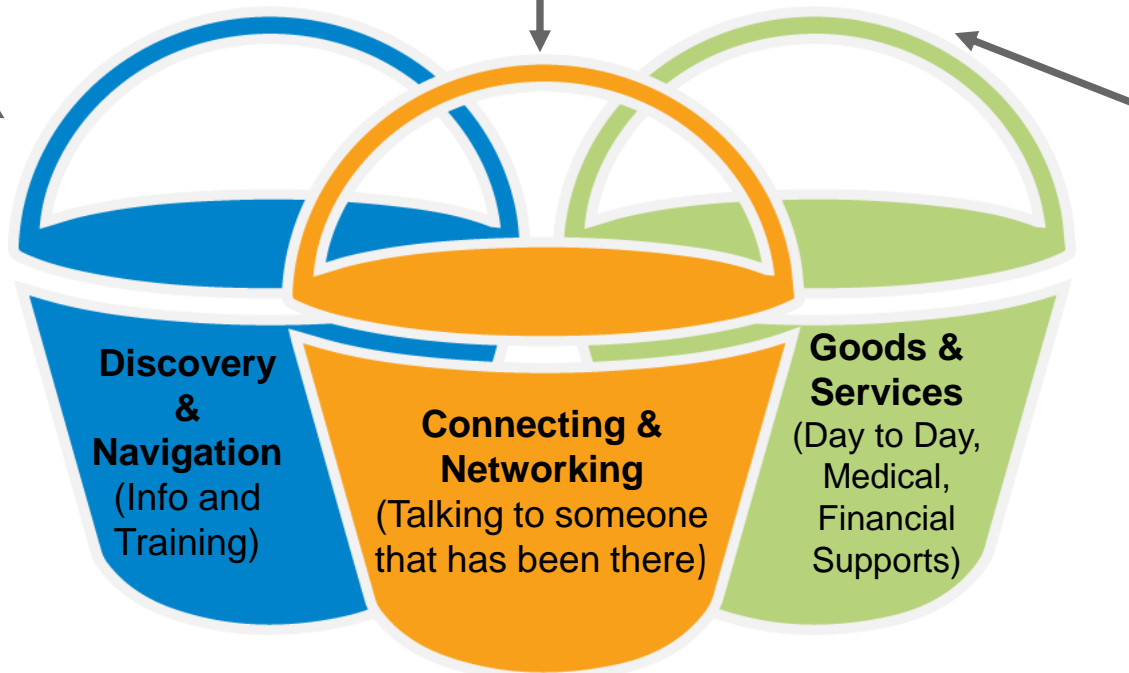 Discovery
&
Navigation
(Info and
Training)
Connecting &
Networking
(Talking to someone
that has been there)
Goods &
Services
(Day to Day,
Medical,
Financial
Supports)